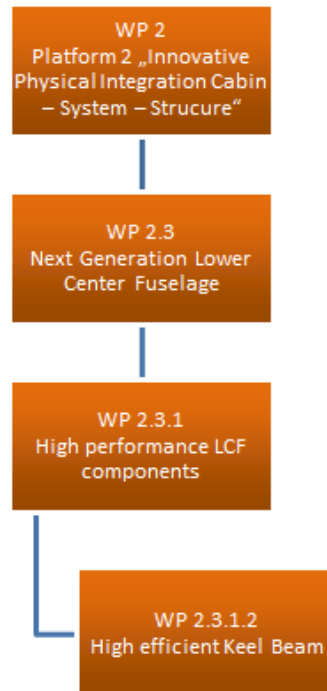 WP 2
Platform 2 „Innovative
Physical Integration Cabin
– System – Strucure“
WP 2.3
Next Generation Lower
Center Fuselage
WP 2.3.1
High performance LCF
components
WP 2.3.1.2
High efficient Keel Beam